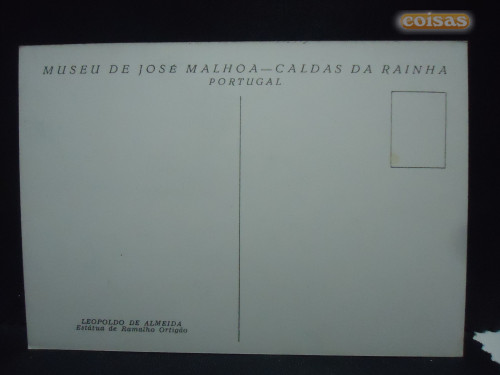 coisas
MUSEU DE JOSÉ MALHOA—CALDAS DA RAINHA
PORTUGAL
LEOPOLDO DE ALMEIDA
Estátua de Ramalho Ortigão